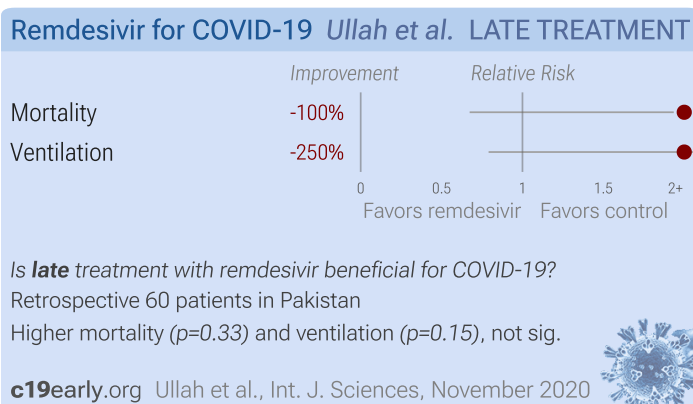 Remdesivir for COVID-19 Ullah et al. LATE TREATMENT
Improvement Relative Risk
Mortality -100%
Ventilation -250%
0 0.5 1 1.5 2+
Favors remdesivir Favors control
Is late treatment with remdesivir beneficial for COVID-19?
Retrospective 60 patients in Pakistan
Higher mortality (p=0.33) and ventilation (p=0.15), not sig.
c19early.org Ullah et al., Int. J. Sciences, November 2020